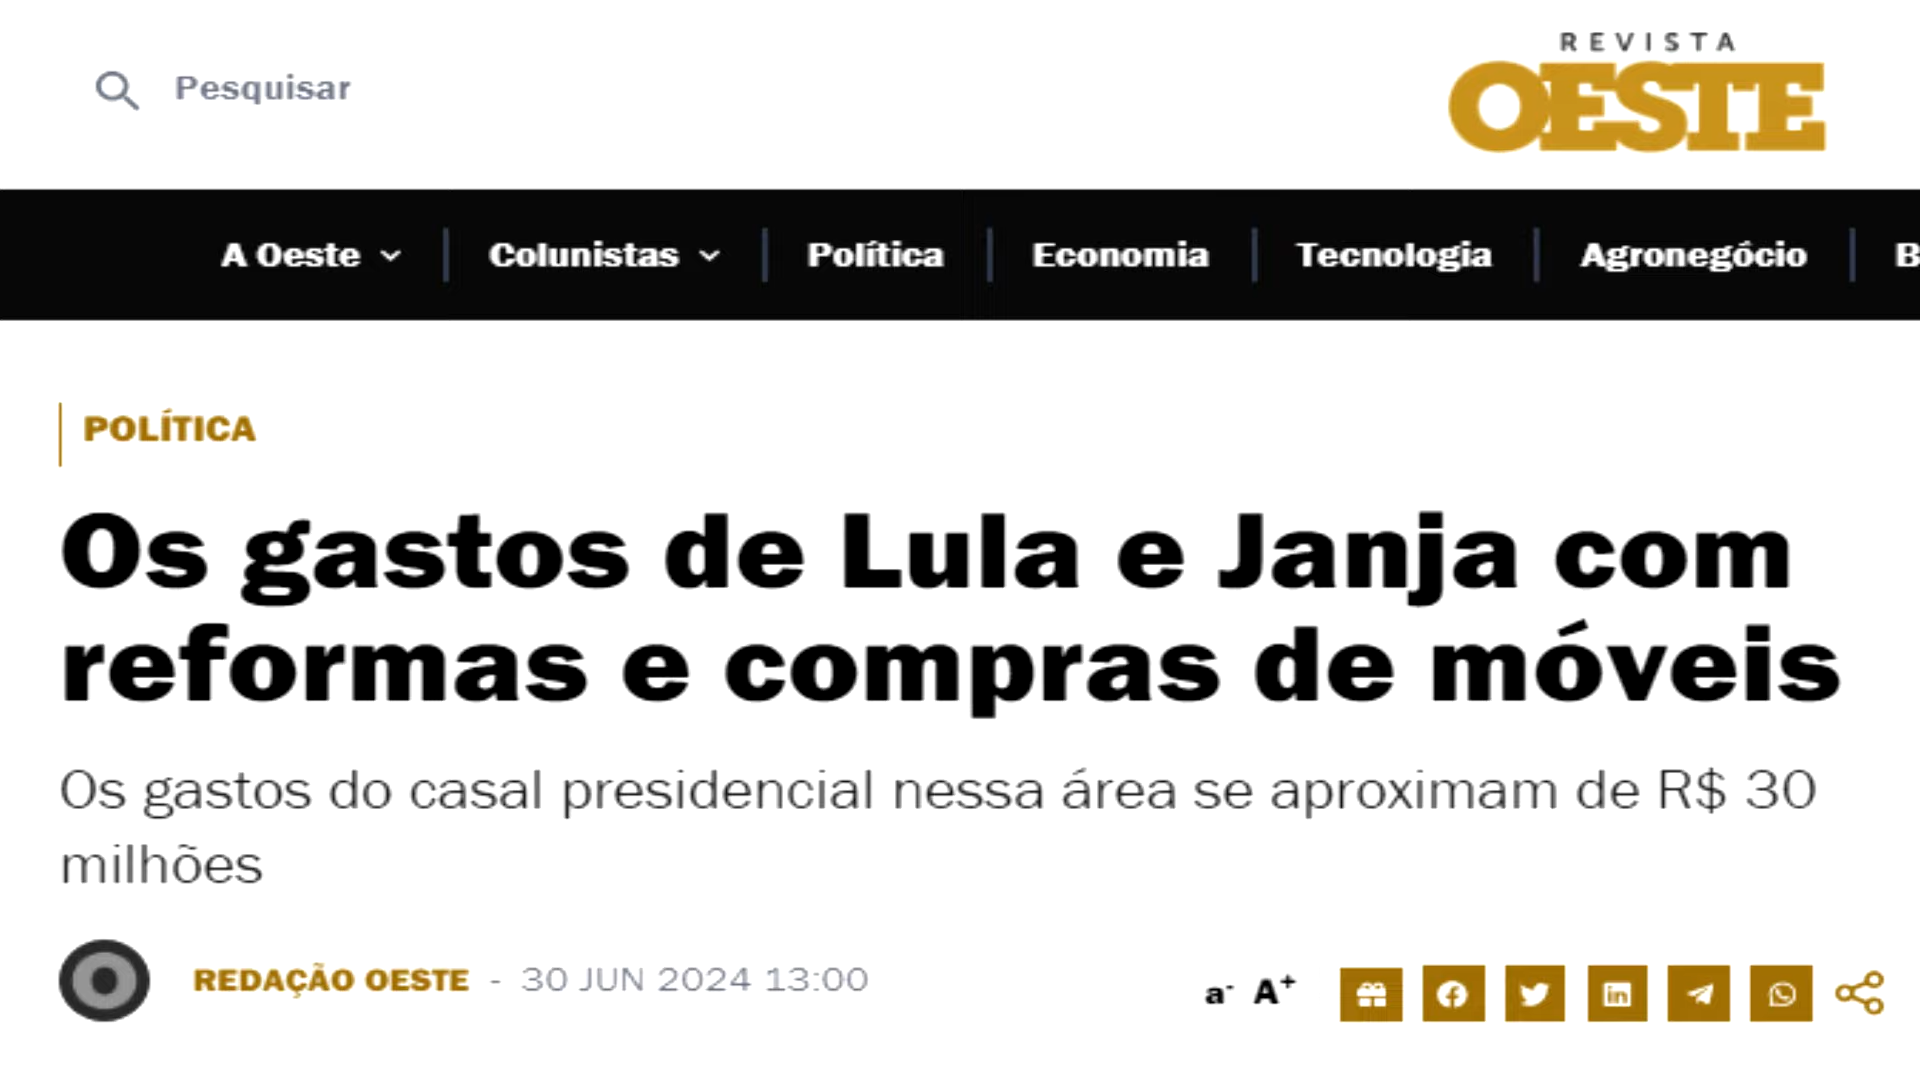 Pesquisar
REVISTA
OESTE
A Oeste
Colunistas
Política
Economia
Tecnologia
Agronegócio
B
POLÍTICA
Os gastos de Lula e Janja com
reformas e compras de móveis
Os gastos do casal presidencial nessa área se aproximam de R$ 30
milhões
REDAÇÃO OESTE - 30 JUN 2024 13:00
a- A+